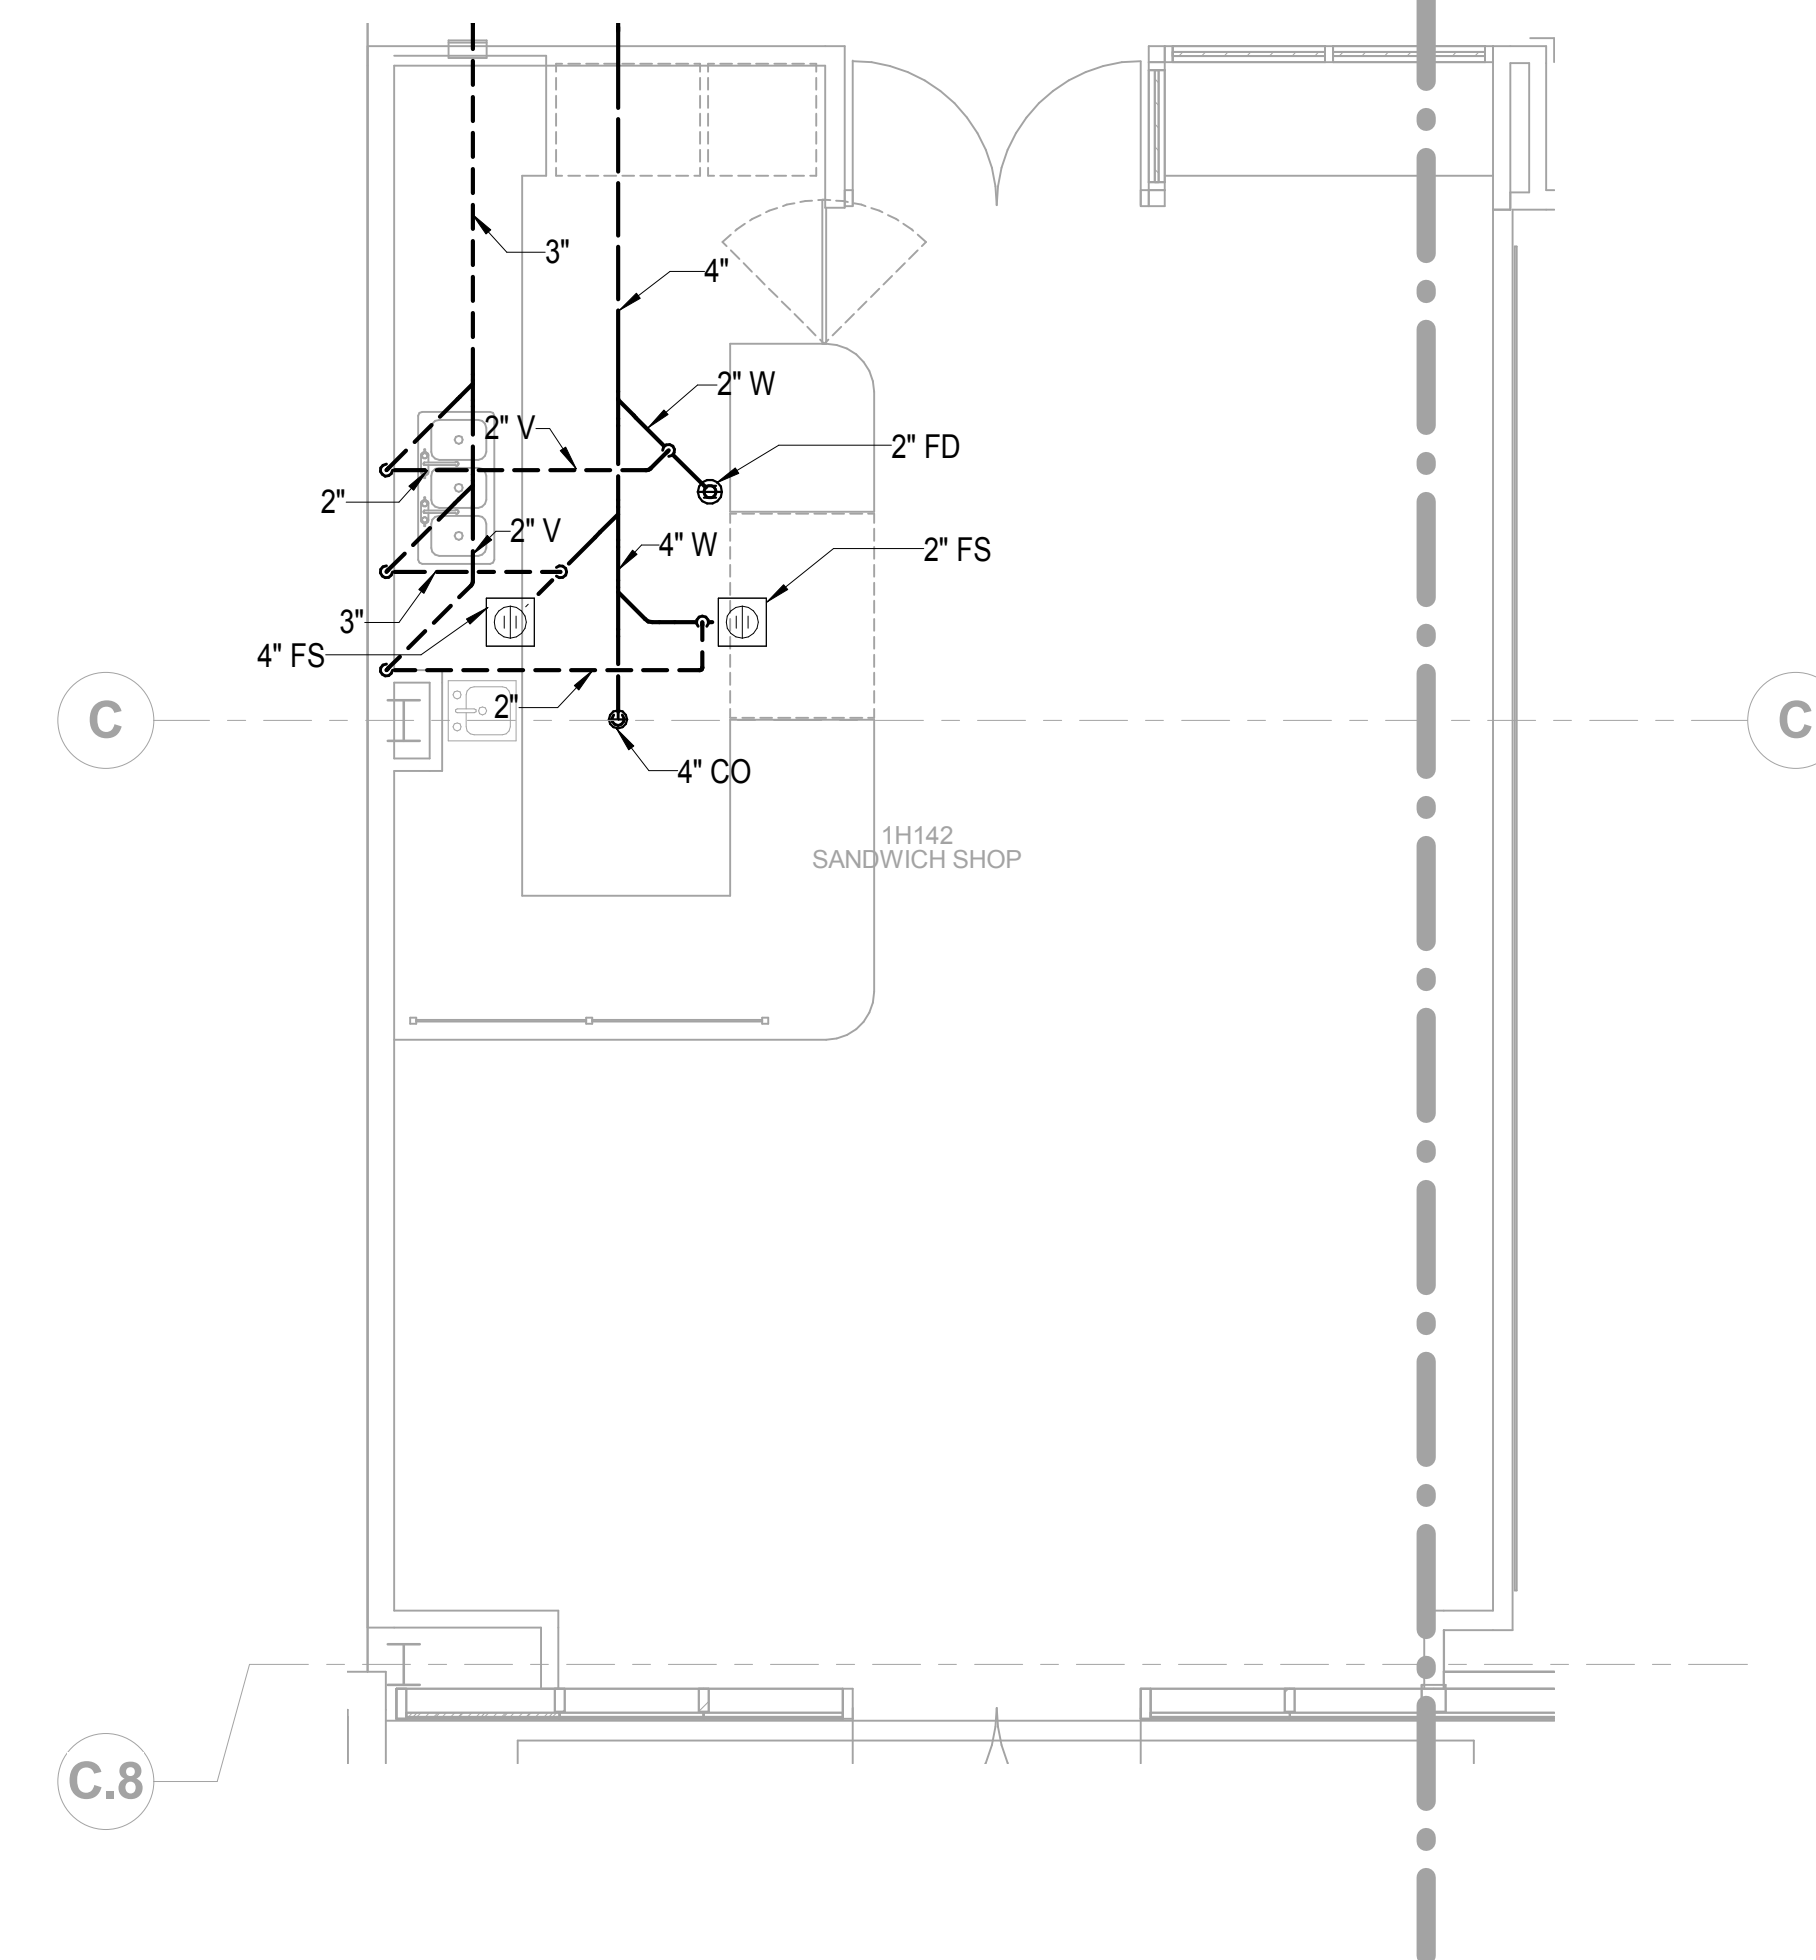 3"
4"
2" W
2" V
2" FD
2"
2" V
4" W
2" FS
3"
4" FS
2"
C
C
4" CO
1H142
SANDWICH SHOP
C.8